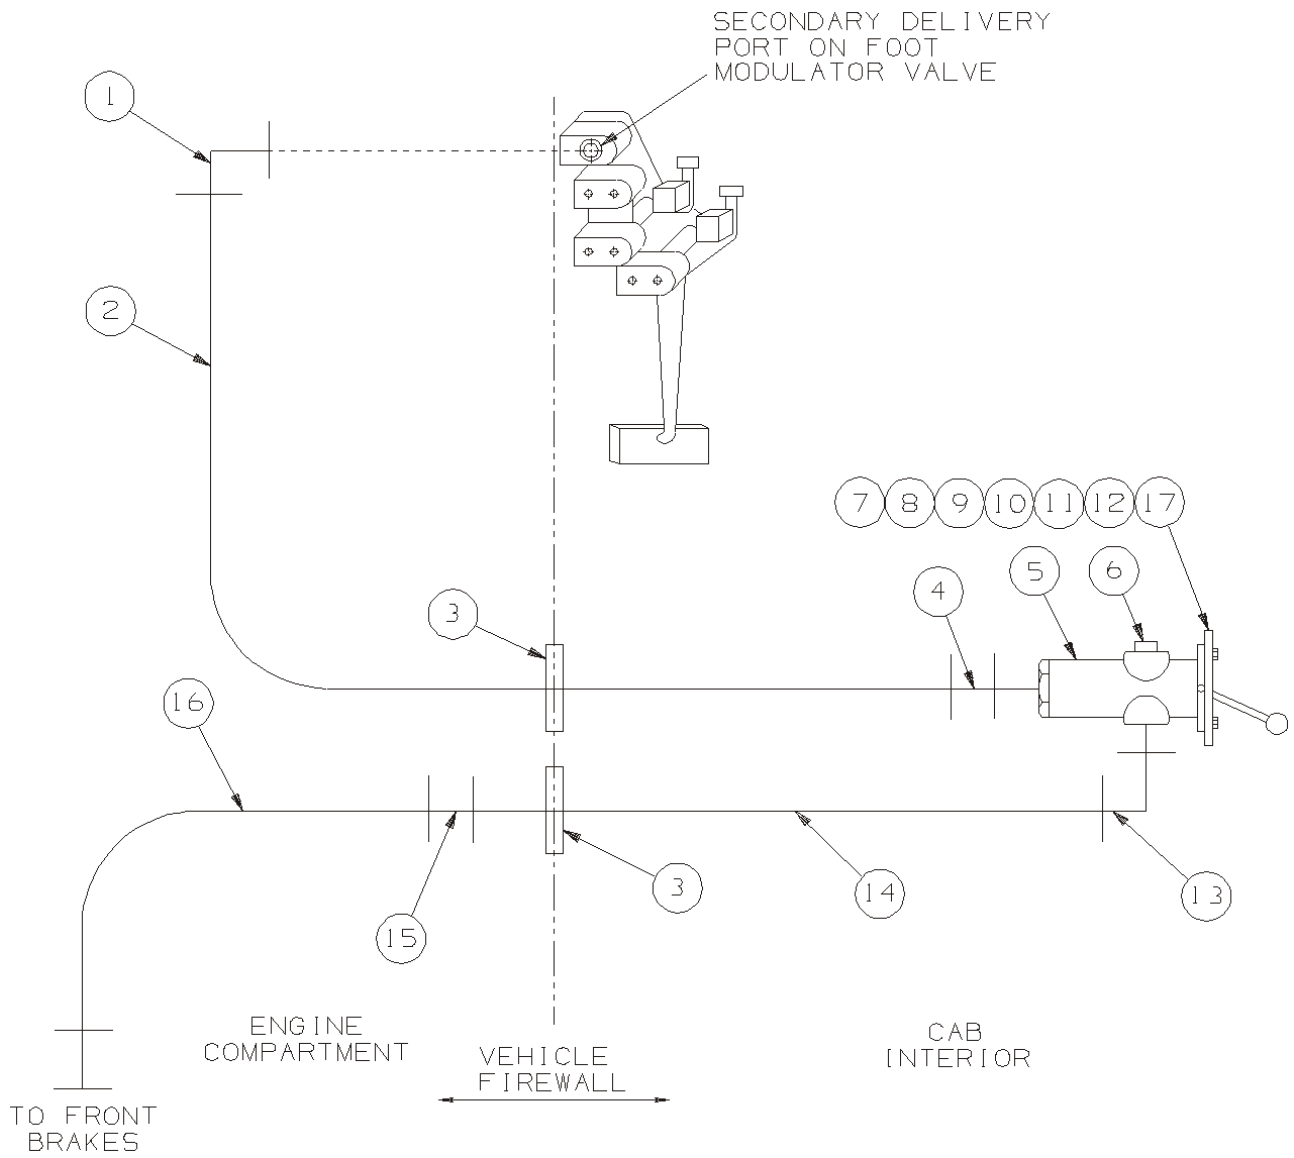 SECONDARY DELIVERY
PORT ON FOOT
MODULATOR VALVE
1
2
7 8 9 10 11 12 17
6
5
4
3
16
3
14
13
15
ENGINE
COMPARTMENT
CAB
INTERIOR
VEHICLE
FIREWALL
TO FRONT
BRAKES